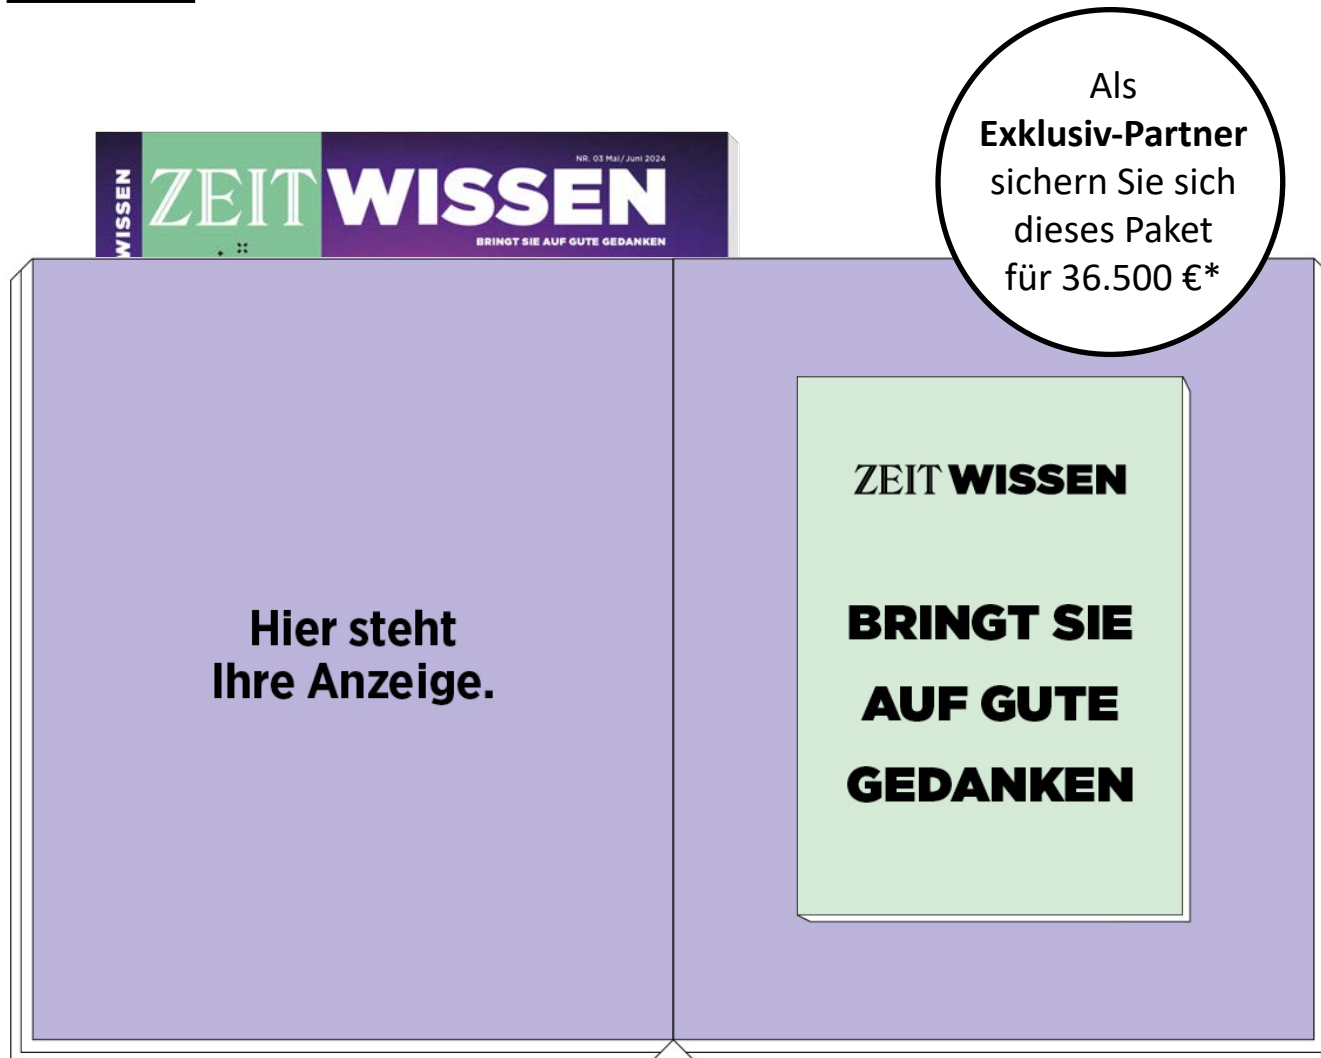 Als
Exklusiv-Partner
sichern Sie sich
dieses Paket
für 36.500 €*
WISSEN
NR. 03 Mai/Juni 2024
ZEIT WISSEN
BRINGT SIE AUF GUTE GEDANKEN
Hier steht
Ihre Anzeige.
ZEIT WISSEN
BRINGT SIE
AUF GUTE
GEDANKEN